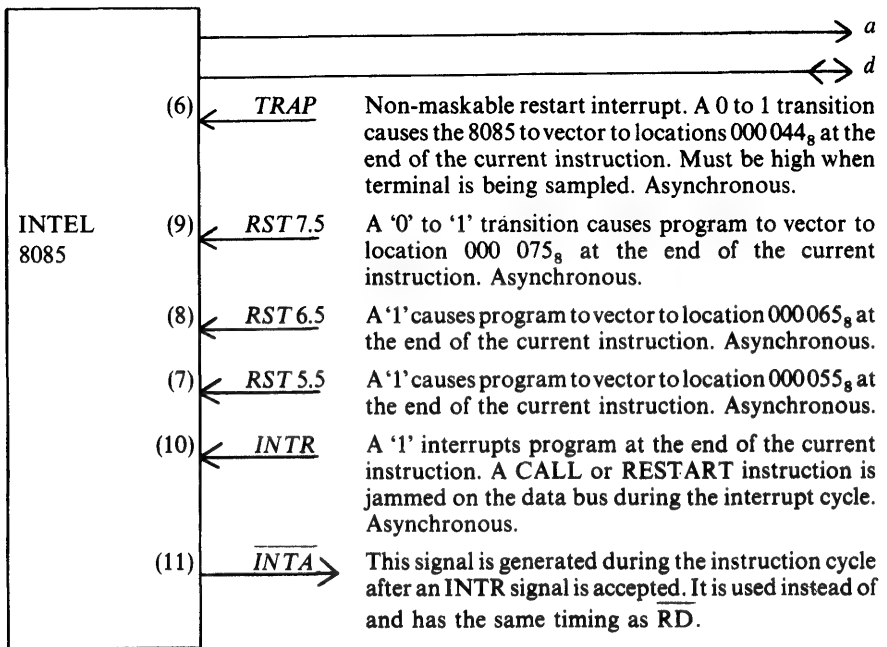 a
d
(6) TRAP Non-maskable restart interrupt. A 0 to 1 transition
causes the 8085 to vector to locations 000 044₈ at the
end of the current instruction. Must be high when
terminal is being sampled. Asynchronous.
INTEL (9) RST 7.5 A ‘0’ to ‘1’ transition causes program to vector to
8085 location 000 075₈ at the end of the current
instruction. Asynchronous.
(8) RST 6.5 A ‘1’ causes program to vector to location 000 065₈ at
the end of the current instruction. Asynchronous.
(7) RST 5.5 A ‘1’ causes program to vector to location 000 055₈ at
the end of the current instruction. Asynchronous.
(10) INTR A ‘1’ interrupts program at the end of the current
instruction. A CALL or RESTART instruction is
jammed on the data bus during the interrupt cycle.
Asynchronous.
(11) I̅N̅T̅A̅ This signal is generated during the instruction cycle
after an INTR signal is accepted. It is used instead of
and has the same timing as R̅D̅.